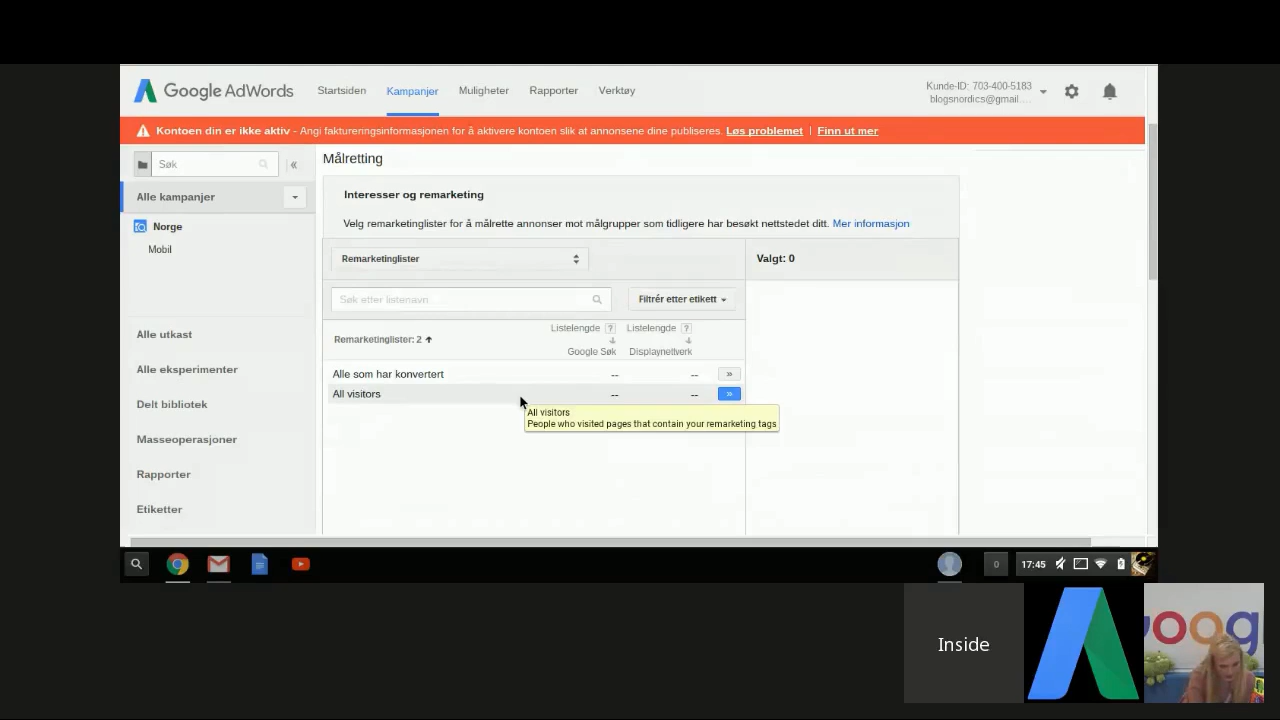 Google AdWords
Startsiden
Kampanjer
Muligheter
Rapporter
Verktøy
Kunde-ID: 703-400-5183
blogsnordics@gmail....
Kontoen din er ikke aktiv - Angi faktureringsinformasjonen for å aktivere kontoen slik at annonsene dine publiseres. Løs problemet | Finn ut mer
Søk
«
Alle kampanjer
Norge
Mobil
Alle utkast
Alle eksperimenter
Delt bibliotek
Masseoperasjoner
Rapporter
Etiketter
Målretting
Interesser og remarketing
Velg remarketinglister for å målrette annonser mot målgrupper som tidligere har besøkt nettstedet ditt. Mer informasjon
Remarketinglister
Valgt: 0
Søk etter listenavn
Filtrér etter etikett
Remarketinglister: 2
Listelengde ?
Google Søk
Listelengde ?
Displaynettverk
Alle som har konvertert -- -- »
All visitors -- -- »
All visitors
People who visited pages that contain your remarketing tags
0
17:45
Inside